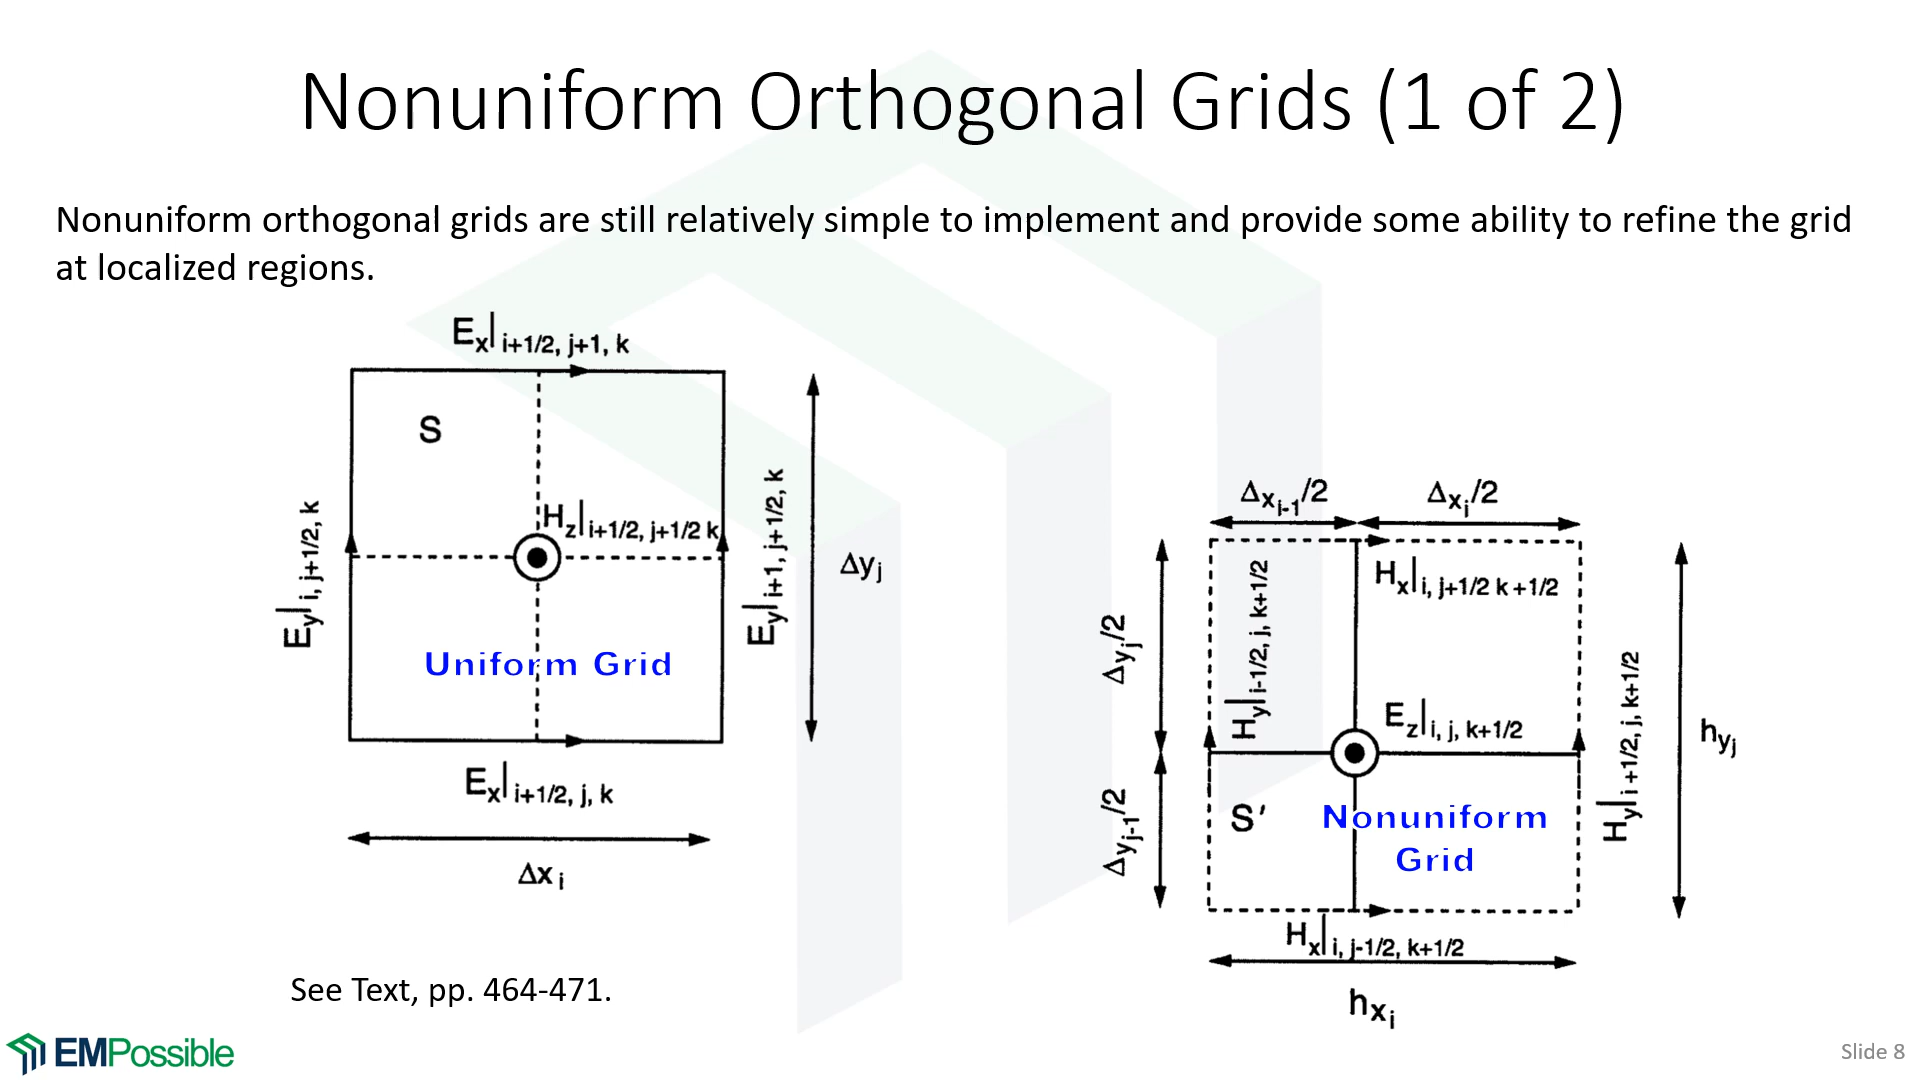 Nonuniform Orthogonal Grids (1 of 2)
Nonuniform orthogonal grids are still relatively simple to implement and provide some ability to refine the grid
at localized regions.
Ex|i+1/2, j+1, k
S
Hz|i+1/2, j+1/2 k
Ey|i, j+1/2, k
Ey|i+1, j+1/2, k
Δyj
Uniform Grid
Ex|i+1/2, j, k
Δxi
Δxi-1/2
Δxi/2
Hx|i, j+1/2 k+1/2
Hy|i-1/2, j, k+1/2
Δyj/2
Ez|i, j, k+1/2
Hy|i+1/2, j, k+1/2
hyj
Δyj-1/2
S'
Nonuniform
Grid
Hx|i, j-1/2, k+1/2
hxi
See Text, pp. 464-471.
EMPossible
Slide 8